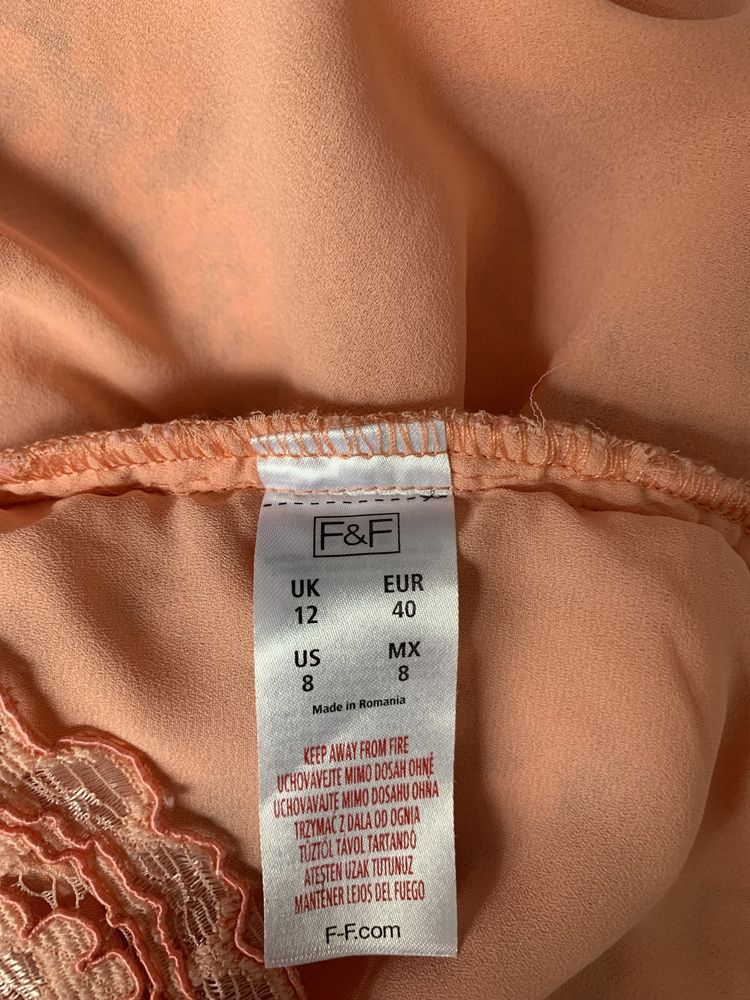 F&F
UK EUR
12 40
US MX
8 8
Made in Romania
KEEP AWAY FROM FIRE
UCHOVÁVEJTE MIMO DOSAH OHNĚ
UCHOVÁVAJTE MIMO DOSAHU OHŇA
TRZYMAĆ Z DALA OD OGNIA
TŰZTŐL TÁVOL TARTANDÓ
ATEŞTEN UZAK TUTUNUZ
MANTENER LEJOS DEL FUEGO
F-F.com